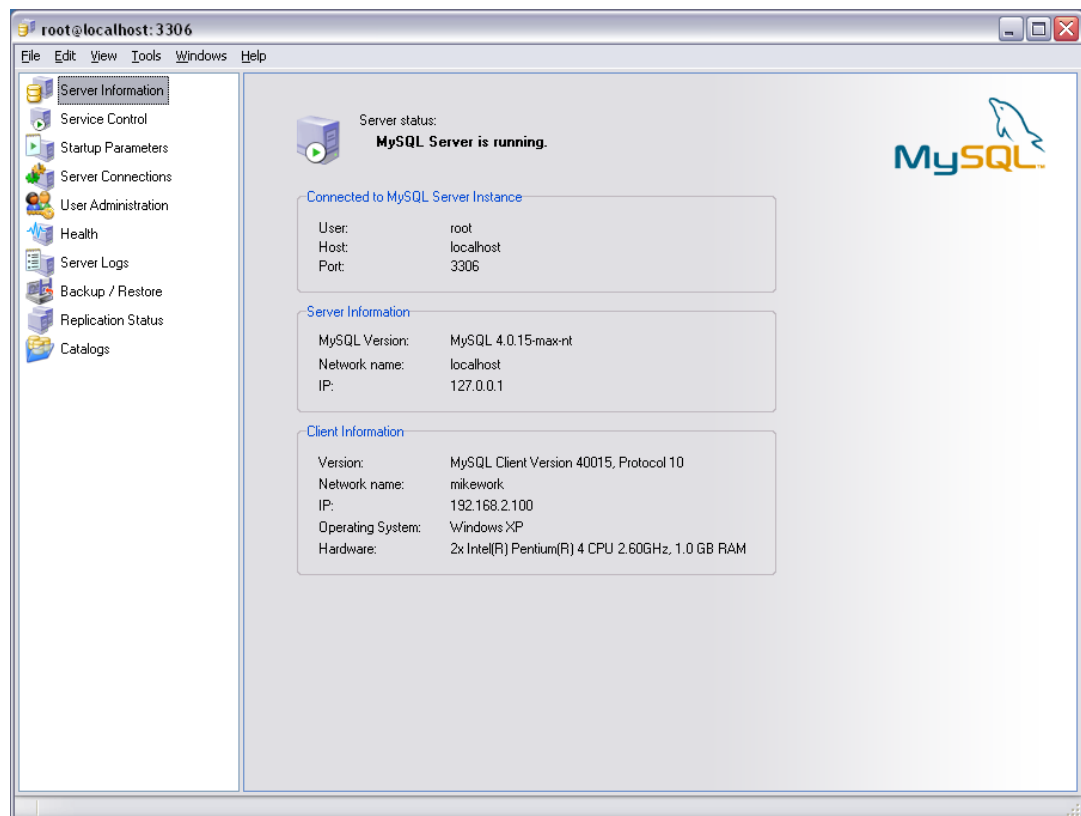 root@localhost:3306
File Edit View Tools Windows Help
Server Information
Service Control
Startup Parameters
Server Connections
User Administration
Health
Server Logs
Backup / Restore
Replication Status
Catalogs
Server status:
MySQL Server is running.
MySQL™
Connected to MySQL Server Instance
User: root
Host: localhost
Port: 3306
Server Information
MySQL Version: MySQL 4.0.15-max-nt
Network name: localhost
IP: 127.0.0.1
Client Information
Version: MySQL Client Version 40015, Protocol 10
Network name: mikework
IP: 192.168.2.100
Operating System: Windows XP
Hardware: 2x Intel(R) Pentium(R) 4 CPU 2.60GHz, 1.0 GB RAM